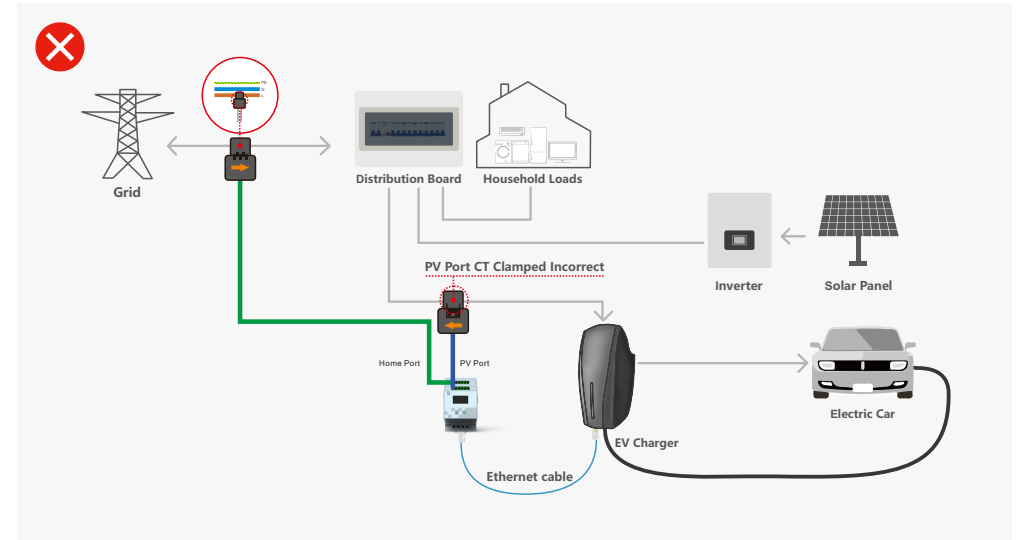 PE
N
L
Grid
Distribution Board
Household Loads
PV Port CT Clamped Incorrect
Inverter
Solar Panel
Home Port
PV Port
Electric Car
EV Charger
Ethernet cable